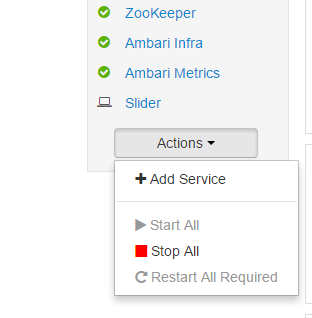 ZooKeeper
Ambari Infra
Ambari Metrics
Slider
Actions
Add Service
Start All
Stop All
Restart All Required